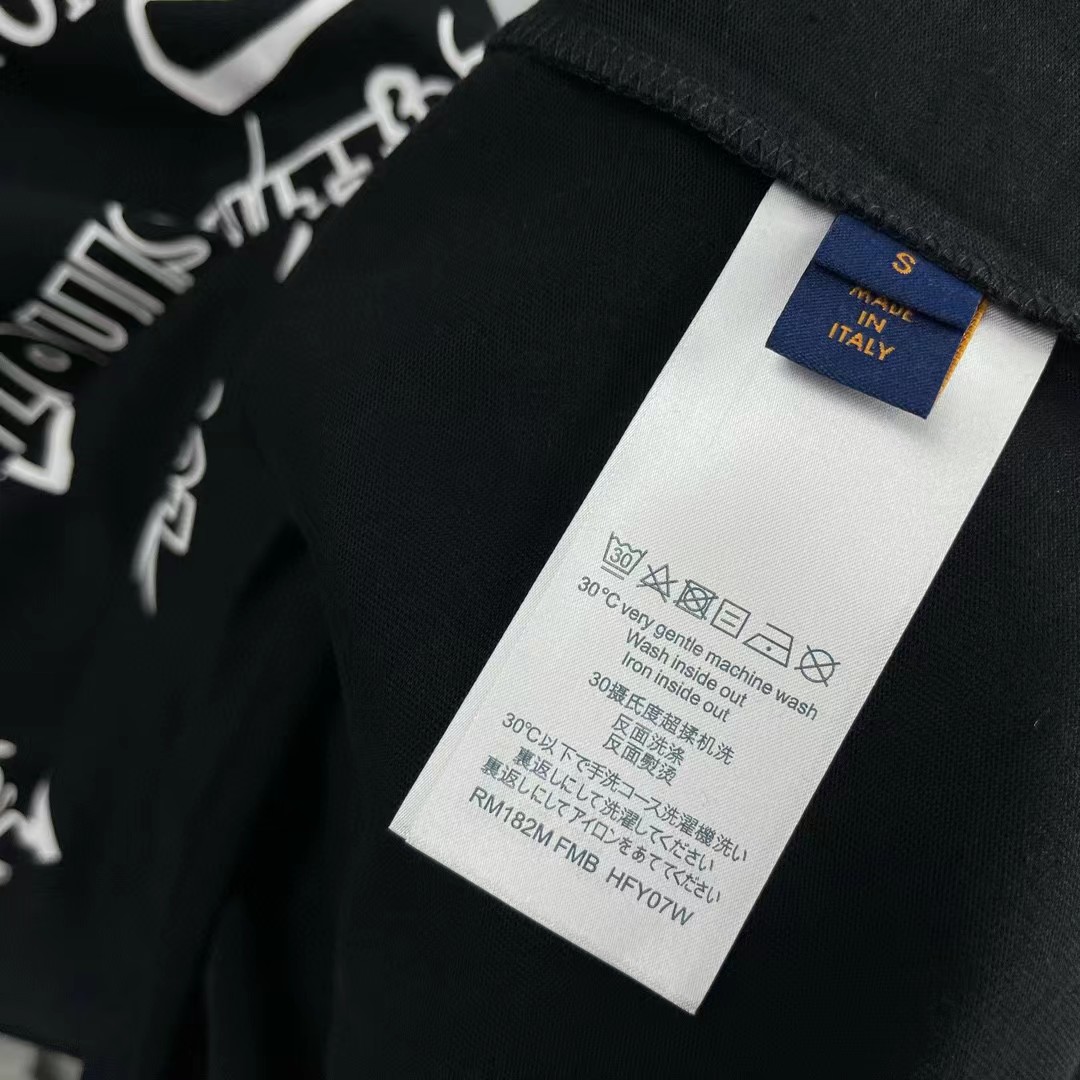 S
MADE
IN
ITALY
30
30°C very gentle machine wash
Wash inside out
Iron inside out
30摄氏度超揉机洗
反面洗涤
反面熨烫
30℃以下で手洗コース洗濯機洗い
裏返しにして洗濯してください
裏返しにしてアイロンをあててください
RM182M FMB HFY07W